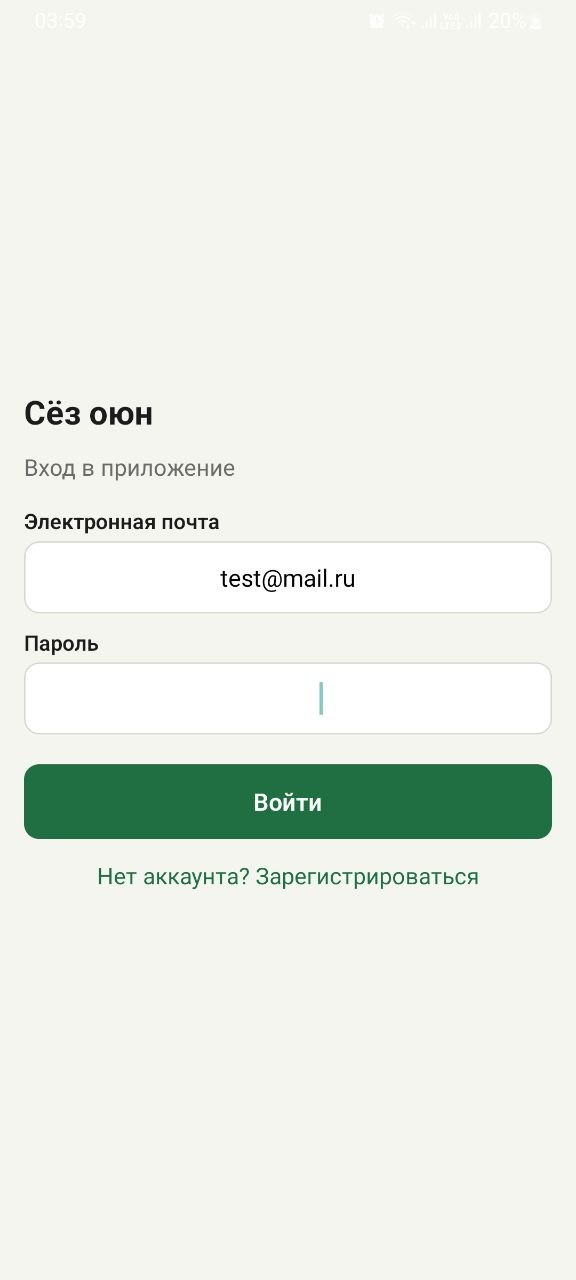 03:59 20%
Сёз оюн
Вход в приложение
Электронная почта
test@mail.ru
Пароль
Войти
Нет аккаунта? Зарегистрироваться